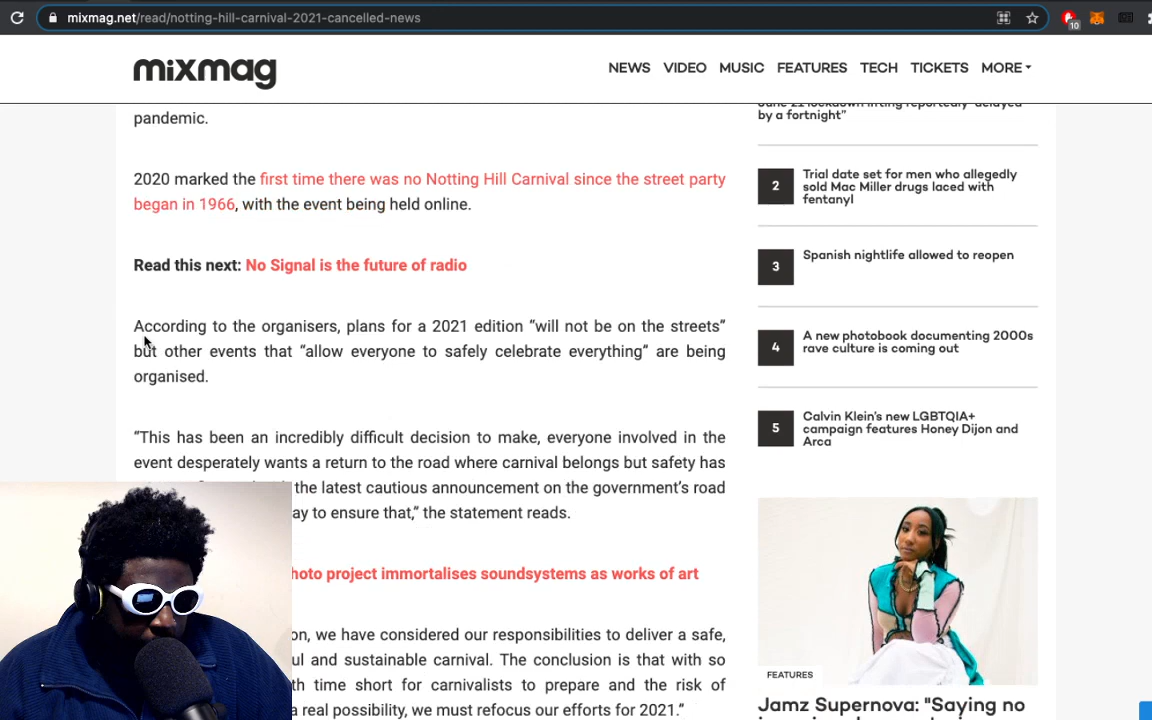 mixmag.net/read/notting-hill-carnival-2021-cancelled-news
10
mixmag
NEWS VIDEO MUSIC FEATURES TECH TICKETS MORE
pandemic.
2020 marked the first time there was no Notting Hill Carnival since the street party
began in 1966, with the event being held online.
Read this next: No Signal is the future of radio
According to the organisers, plans for a 2021 edition “will not be on the streets”
but other events that “allow everyone to safely celebrate everything” are being
organised.
“This has been an incredibly difficult decision to make, everyone involved in the
event desperately wants a return to the road where carnival belongs but safety has
the latest cautious announcement on the government’s road
ay to ensure that,” the statement reads.
hoto project immortalises soundsystems as works of art
on, we have considered our responsibilities to deliver a safe,
ul and sustainable carnival. The conclusion is that with so
th time short for carnivalists to prepare and the risk of
a real possibility, we must refocus our efforts for 2021.”
June 21 lockdown lifting reportedly “delayed
by a fortnight”
2
Trial date set for men who allegedly
sold Mac Miller drugs laced with
fentanyl
3
Spanish nightlife allowed to reopen
4
A new photobook documenting 2000s
rave culture is coming out
5
Calvin Klein’s new LGBTQIA+
campaign features Honey Dijon and
Arca
FEATURES
Jamz Supernova: "Saying no